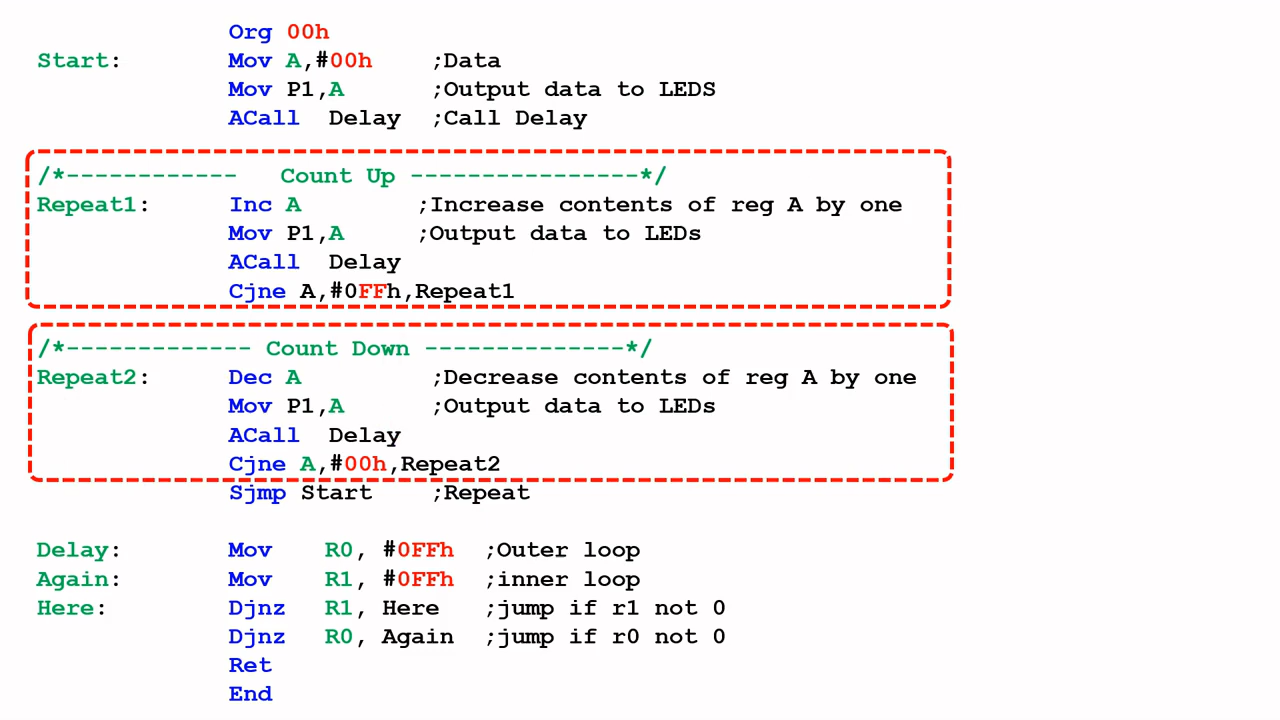 Org 00h
Start: Mov A,#00h ;Data
Mov P1,A ;Output data to LEDS
ACall Delay ;Call Delay
/*------------ Count Up ----------------*/
Repeat1: Inc A ;Increase contents of reg A by one
Mov P1,A ;Output data to LEDs
ACall Delay
Cjne A,#0FFh,Repeat1
/*------------- Count Down --------------*/
Repeat2: Dec A ;Decrease contents of reg A by one
Mov P1,A ;Output data to LEDs
ACall Delay
Cjne A,#00h,Repeat2
Sjmp Start ;Repeat
Delay: Mov R0, #0FFh ;Outer loop
Again: Mov R1, #0FFh ;inner loop
Here: Djnz R1, Here ;jump if r1 not 0
Djnz R0, Again ;jump if r0 not 0
Ret
End